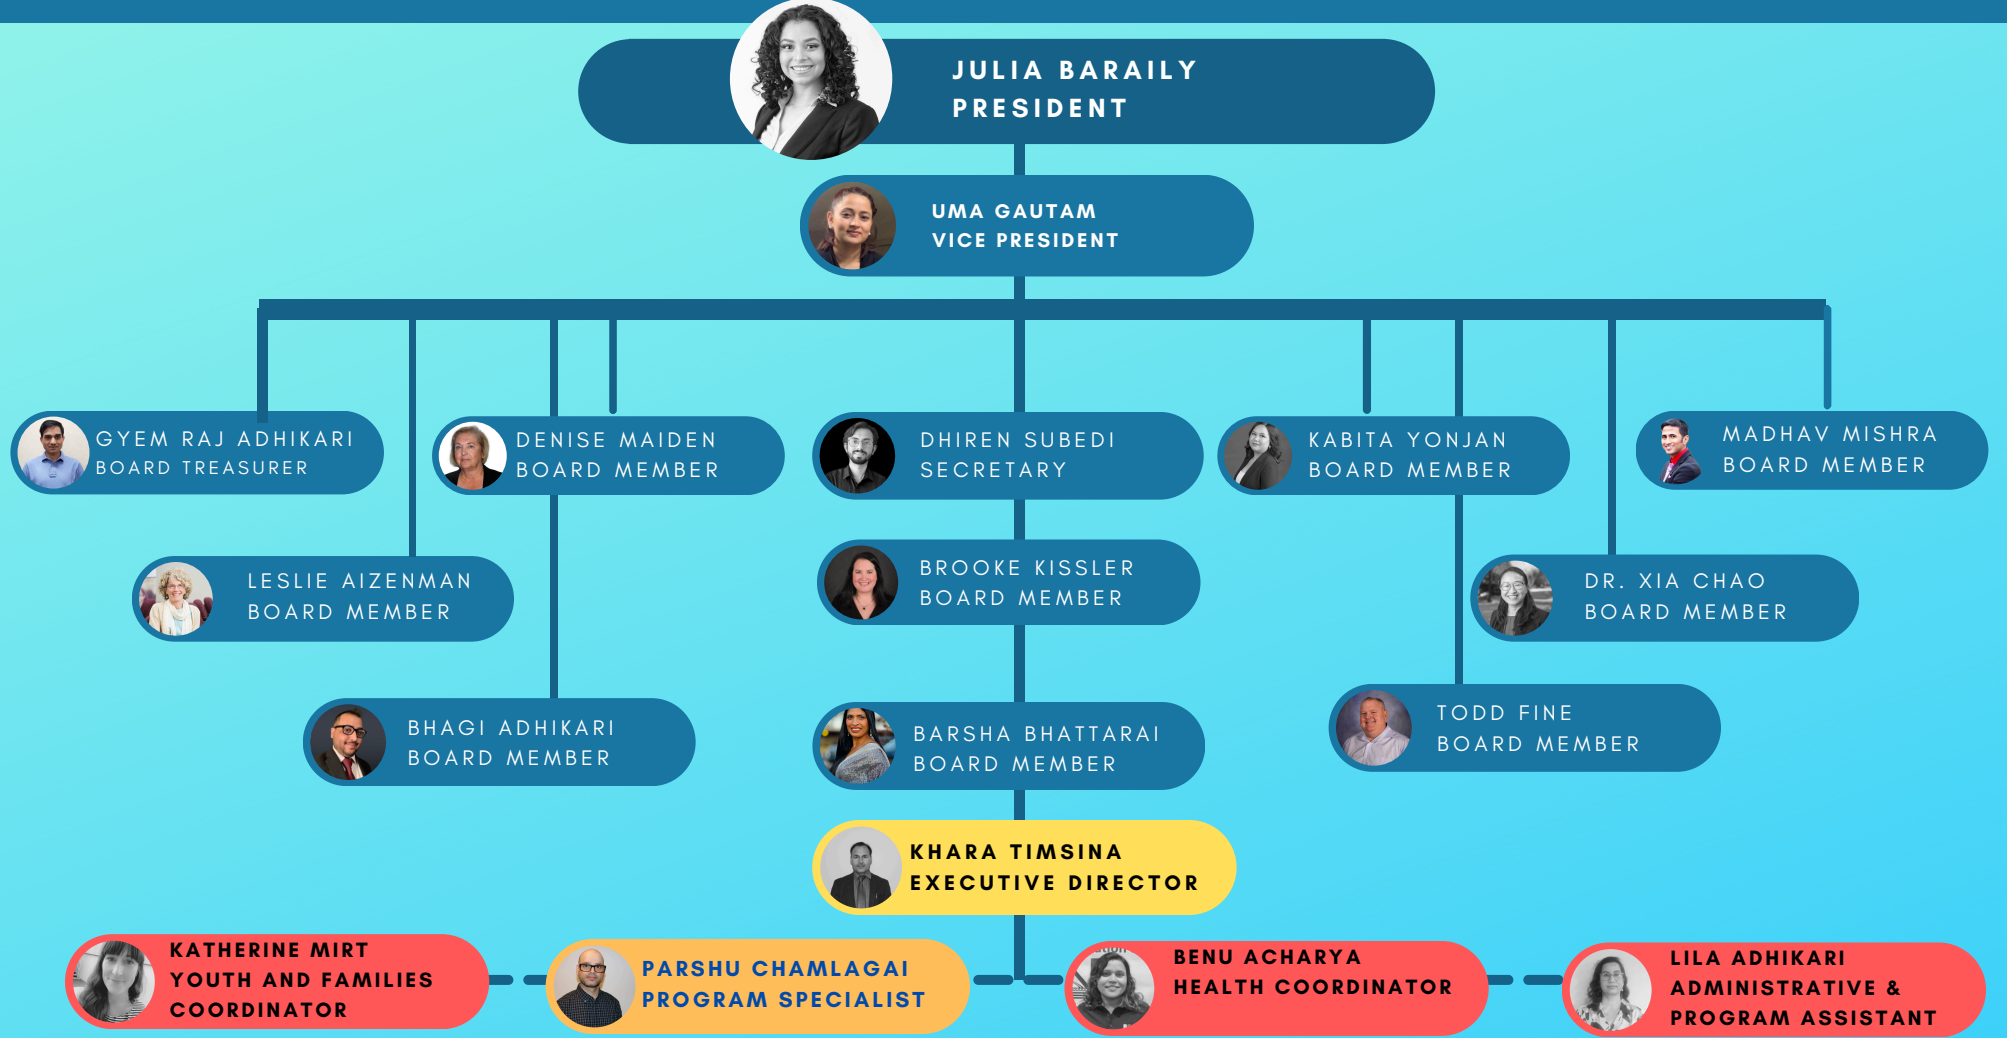 JULIA BARAILY
PRESIDENT
UMA GAUTAM
VICE PRESIDENT
GYEM RAJ ADHIKARI
BOARD TREASURER
DENISE MAIDEN
BOARD MEMBER
DHIREN SUBEDI
SECRETARY
KABITA YONJAN
BOARD MEMBER
MADHAV MISHRA
BOARD MEMBER
LESLIE AIZENMAN
BOARD MEMBER
BROOKE KISSLER
BOARD MEMBER
DR. XIA CHAO
BOARD MEMBER
BHAGI ADHIKARI
BOARD MEMBER
BARSHA BHATTARAI
BOARD MEMBER
TODD FINE
BOARD MEMBER
KHARA TIMSINA
EXECUTIVE DIRECTOR
KATHERINE MIRT
YOUTH AND FAMILIES
COORDINATOR
PARSHU CHAMLAGAI
PROGRAM SPECIALIST
BENU ACHARYA
HEALTH COORDINATOR
LILA ADHIKARI
ADMINISTRATIVE &
PROGRAM ASSISTANT